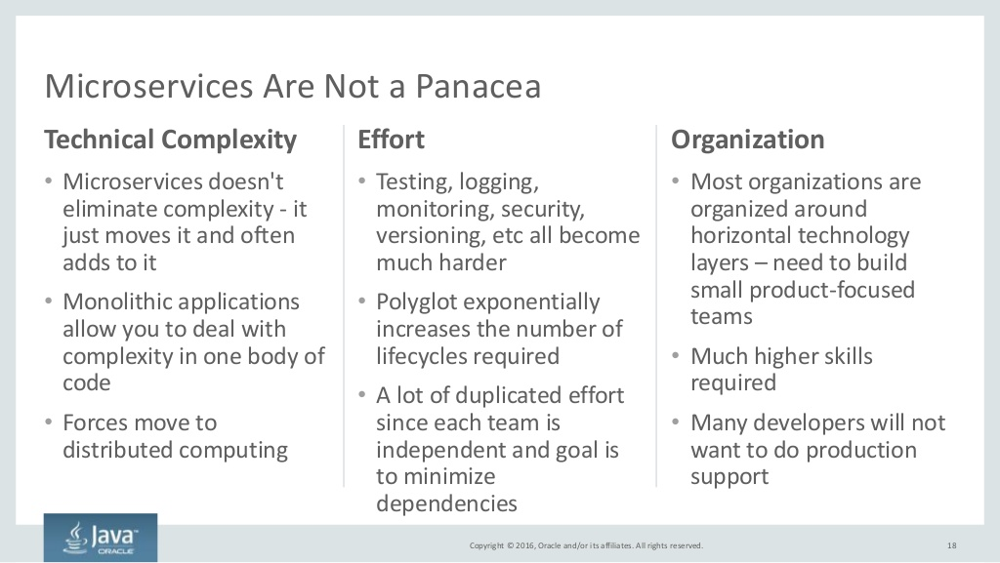 Microservices Are Not a Panacea
Technical Complexity
• Microservices doesn't
eliminate complexity - it
just moves it and often
adds to it
• Monolithic applications
allow you to deal with
complexity in one body of
code
• Forces move to
distributed computing
Effort
• Testing, logging,
monitoring, security,
versioning, etc all become
much harder
• Polyglot exponentially
increases the number of
lifecycles required
• A lot of duplicated effort
since each team is
independent and goal is
to minimize
dependencies
Organization
• Most organizations are
organized around
horizontal technology
layers – need to build
small product-focused
teams
• Much higher skills
required
• Many developers will not
want to do production
support
Java™
ORACLE
Copyright © 2016, Oracle and/or its affiliates. All rights reserved.
18